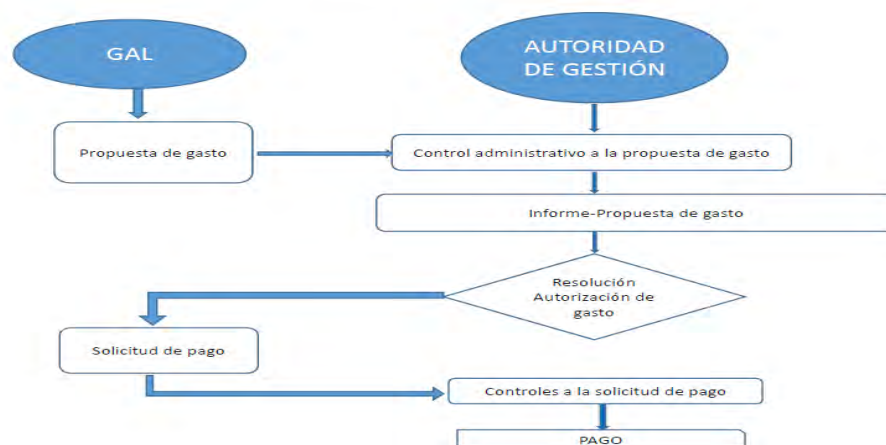 GAL
AUTORIDAD
DE GESTIÓN
Propuesta de gasto
Control administrativo a la propuesta de gasto
Informe-Propuesta de gasto
Resolución
Autorización de
gasto
Solicitud de pago
Controles a la solicitud de pago
PAGO